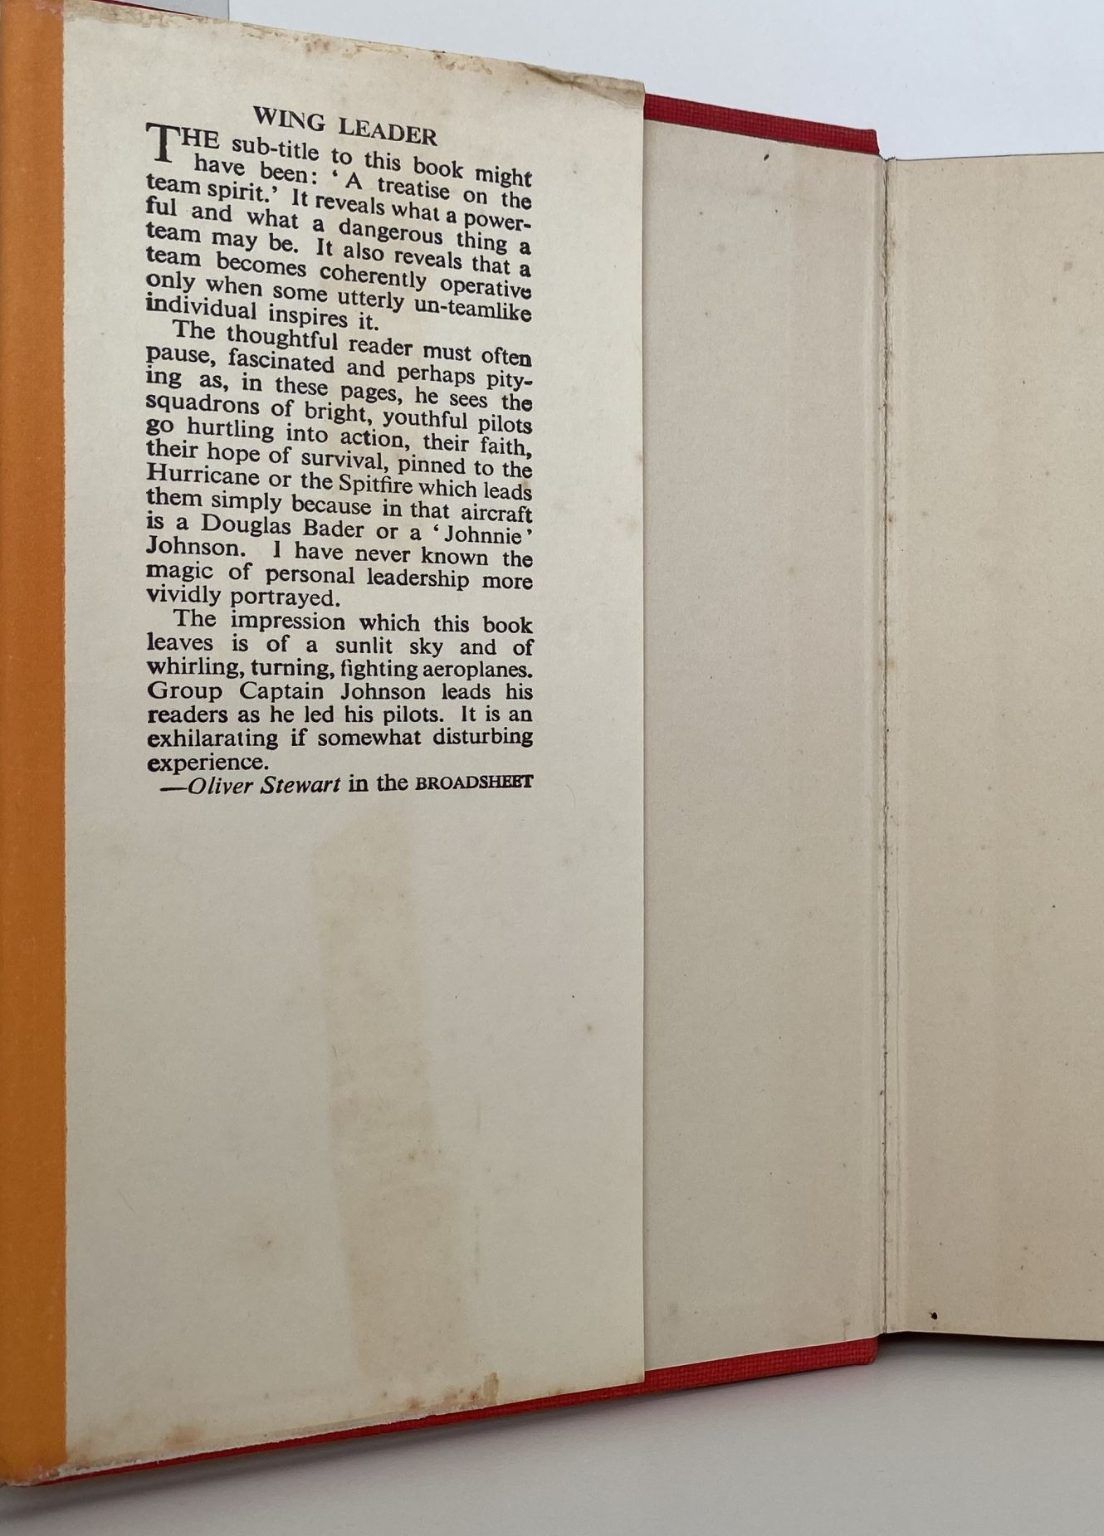 WING LEADER
THE sub-title to this book might
have been: ‘A treatise on the
team spirit.’ It reveals what a power-
ful and what a dangerous thing a
team may be. It also reveals that a
team becomes coherently operative
only when some utterly un-teamlike
individual inspires it.
The thoughtful reader must often
pause, fascinated and perhaps pity-
ing as, in these pages, he sees the
squadrons of bright, youthful pilots
go hurtling into action, their faith,
their hope of survival, pinned to the
Hurricane or the Spitfire which leads
them simply because in that aircraft
is a Douglas Bader or a ‘Johnnie’
Johnson. I have never known the
magic of personal leadership more
vividly portrayed.
The impression which this book
leaves is of a sunlit sky and of
whirling, turning, fighting aeroplanes.
Group Captain Johnson leads his
readers as he led his pilots. It is an
exhilarating if somewhat disturbing
experience.
—Oliver Stewart in the BROADSHEET